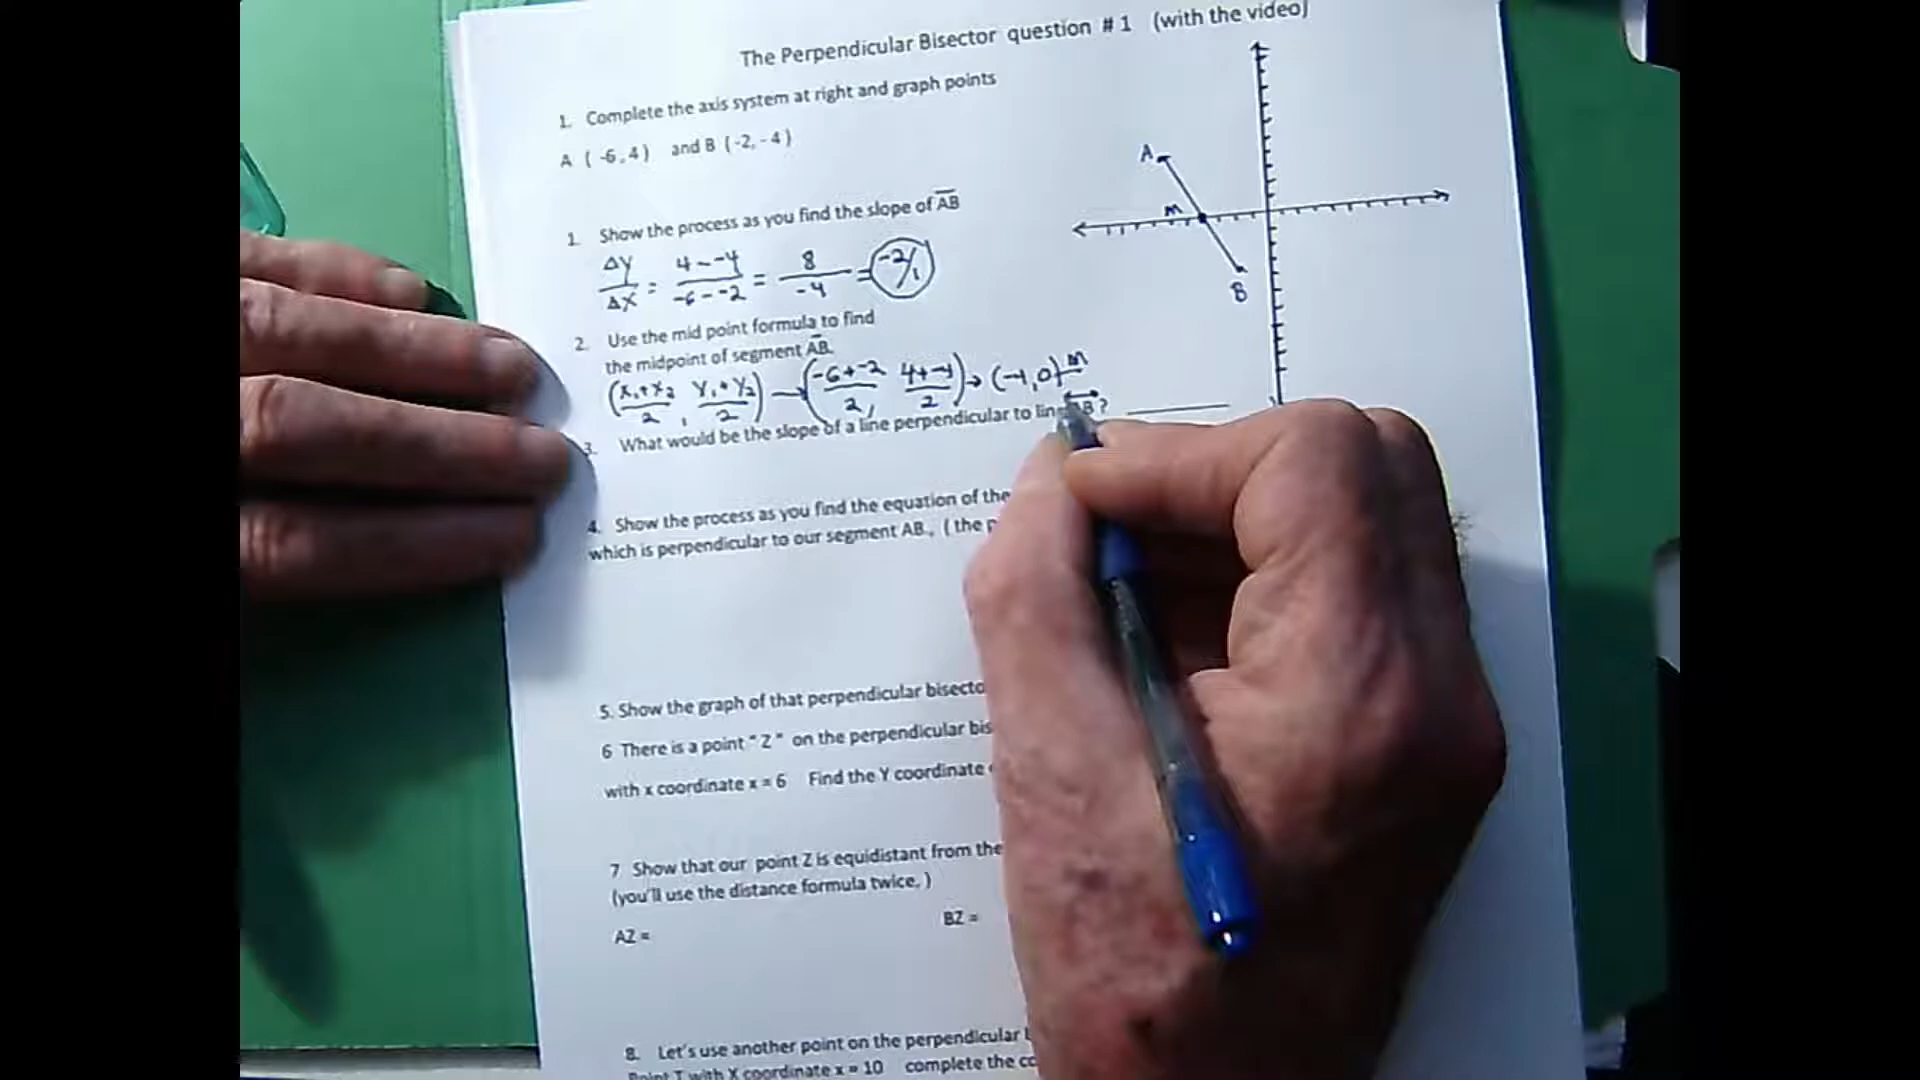 The Perpendicular Bisector question # 1 (with the video)
1. Complete the axis system at right and graph points
A ( -6 , 4 ) and B ( -2, - 4 )
A
M
B
1. Show the process as you find the slope of AB
ΔY/ΔX = 4--4/-6--2 = 8/-4 = -2/1
2. Use the mid point formula to find
the midpoint of segment AB.
(X₁+X₂/2, Y₁+Y₂/2) → (-6+-2/2, 4+-4/2) → (-4,0) M
3. What would be the slope of a line perpendicular to line AB ?
4. Show the process as you find the equation of the
which is perpendicular to our segment AB., ( the
5. Show the graph of that perpendicular
6 There is a point “ Z ” on the perpendicular
with x coordinate x = 6 Find the Y coordinate
7 Show that our point Z is equidistant from the
(you'll use the distance formula twice, )
AZ =
BZ =
8. Let's use another point on the perpendicular
Point T with X coordinate x = 10 complete the